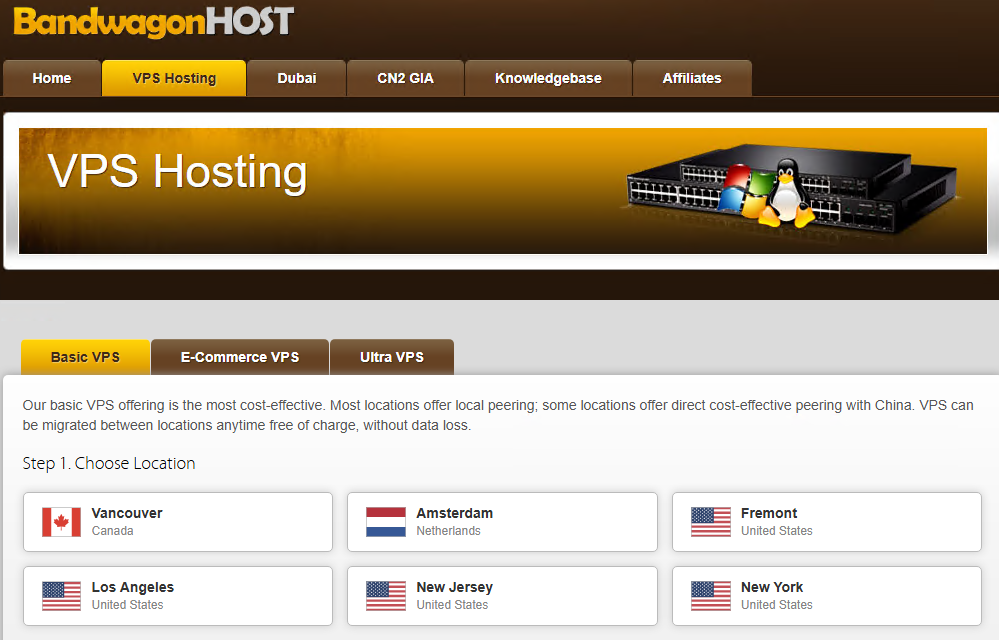 BandwagonHOST
Home
VPS Hosting
Dubai
CN2 GIA
Knowledgebase
Affiliates
VPS Hosting
Basic VPS
E-Commerce VPS
Ultra VPS
Our basic VPS offering is the most cost-effective. Most locations offer local peering; some locations offer direct cost-effective peering with China. VPS can
be migrated between locations anytime free of charge, without data loss.
Step 1. Choose Location
Vancouver
Canada
Amsterdam
Netherlands
Fremont
United States
Los Angeles
United States
New Jersey
United States
New York
United States